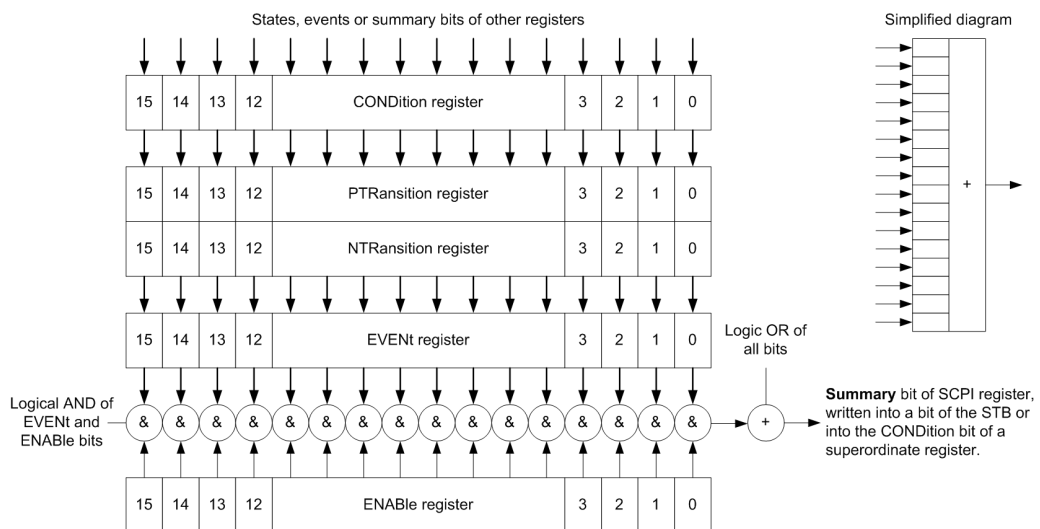 States, events or summary bits of other registers
Simplified diagram
15 14 13 12 CONDition register 3 2 1 0
15 14 13 12 PTRansition register 3 2 1 0
+
15 14 13 12 NTRansition register 3 2 1 0
15 14 13 12 EVENt register 3 2 1 0
Logic OR of
all bits
Logical AND of
EVENt and
ENABle bits
& & & & & & & & & & & & & & & &
+
Summary bit of SCPI register,
written into a bit of the STB or
into the CONDition bit of a
superordinate register.
15 14 13 12 ENABle register 3 2 1 0